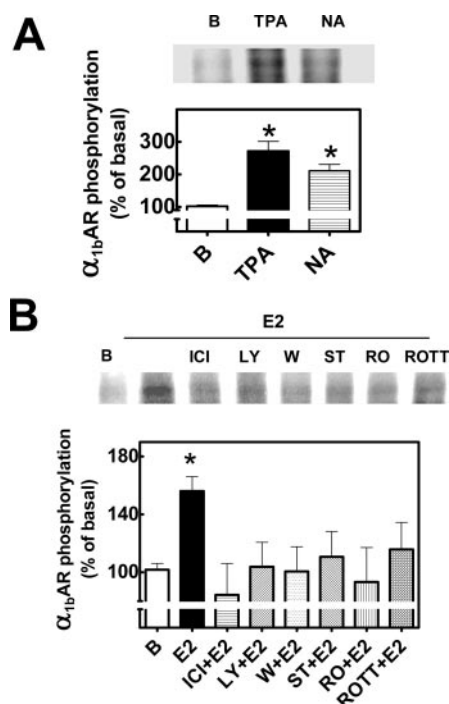 A
B TPA NA
α1bAR phosphorylation
(% of basal)
300
200
100
*
*
B
TPA
NA
B
E2
B ICI LY W ST RO ROTT
α1bAR phosphorylation
(% of basal)
180
140
100
*
B
E2
ICI+E2
LY+E2
W+E2
ST+E2
RO+E2
ROTT+E2